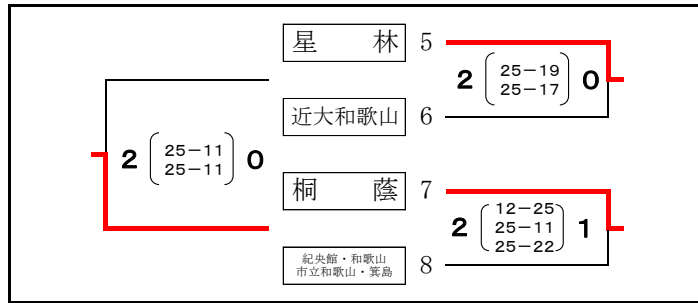 星 林 5
2 25-19 0
25-17
近大和歌山 6
2 25-11 0
25-11
桐 蔭 7
2 12-25 1
25-11
25-22
紀央館・和歌山
市立和歌山・箕島 8